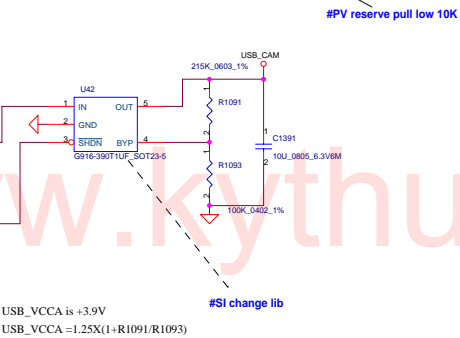 #PV reserve pull low 10K
USB_CAM
215K_0603_1%
U42
1 IN OUT 5
2 GND
3 SHDN BYP 4
G916-390T1UF_SOT23-5
1
R1091
2
1
R1093
2
1
C1391
2
10U_0805_6.3V6M
100K_0402_1%
w.kythu
#SI change lib
USB_VCCA is +3.9V
USB_VCCA =1.25X(1+R1091/R1093)